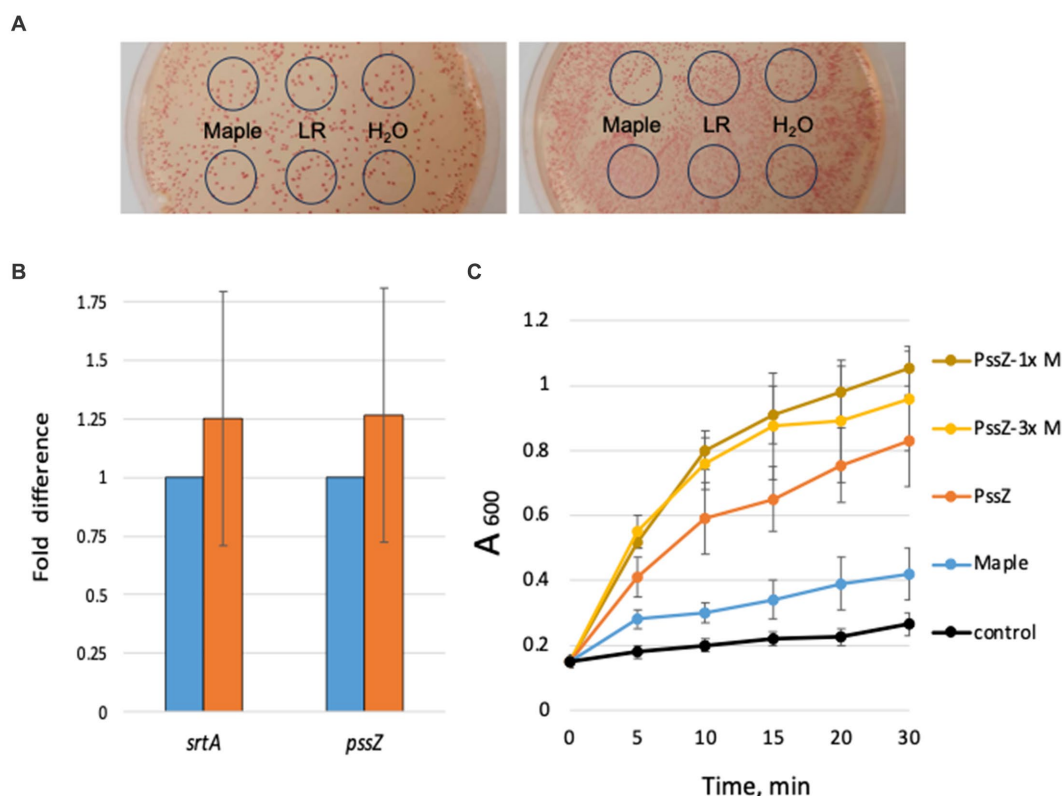 A
Maple LR H₂O
Maple LR H₂O
B
1.75
1.5
1.25
1
0.75
0.5
0.25
0
Fold difference
srtA pssZ
C
1.2
1
0.8
0.6
0.4
0.2
0
A 600
0 5 10 15 20 30
Time, min
PssZ-1x M
PssZ-3x M
PssZ
Maple
control